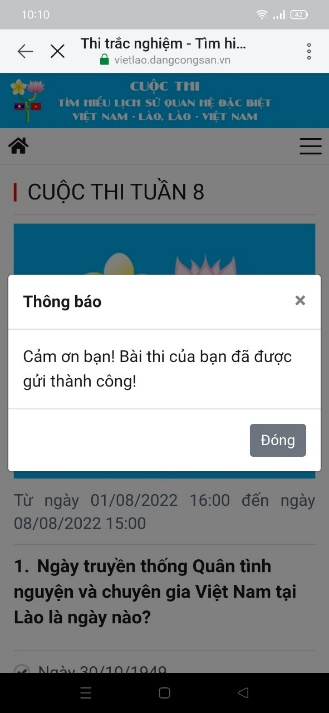 10:10
42
Thi trắc nghiệm - Tìm hi...
vietlao.dangcongsan.vn
CUỘC THI
TÌM HIỂU LỊCH SỬ QUAN HỆ ĐẶC BIỆT
VIỆT NAM - LÀO, LÀO - VIỆT NAM
CUỘC THI TUẦN 8
Thông báo
×
Cảm ơn bạn! Bài thi của bạn đã được
gửi thành công!
Đóng
Từ ngày 01/08/2022 16:00 đến ngày
08/08/2022 15:00
1. Ngày truyền thống Quân tình
nguyện và chuyên gia Việt Nam tại
Lào là ngày nào?
Ngày 30/10/1949